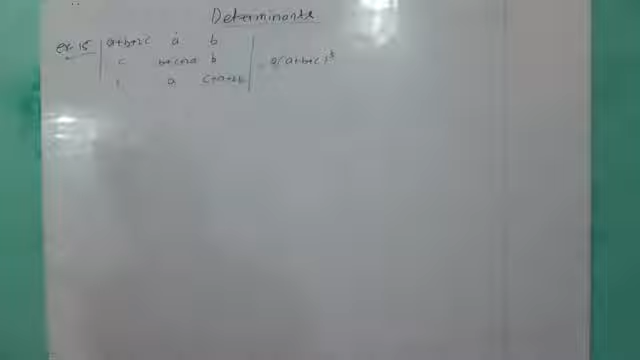 Determinants
ex-15 | a+b+2c a b |
c b+c+2a b | = 2(a+b+c)³
c a c+a+2b |